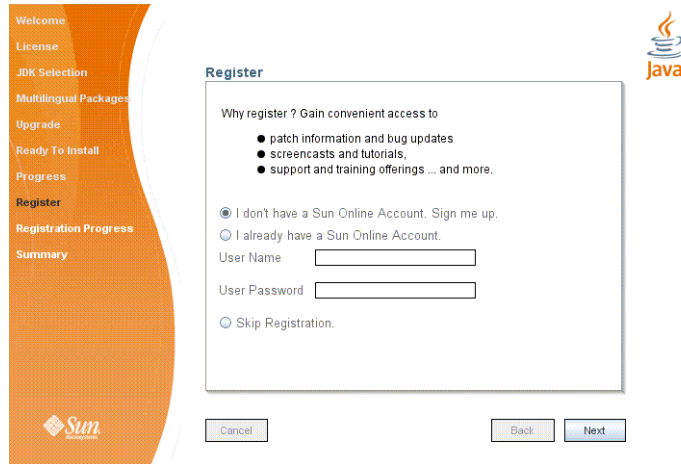 Welcome
License
JDK Selection
Multilingual Packages
Upgrade
Ready To Install
Progress
Register
Registration Progress
Summary
Sun
Java
Register
Why register ? Gain convenient access to
● patch information and bug updates
● screencasts and tutorials,
● support and training offerings ... and more.
I don't have a Sun Online Account. Sign me up.
I already have a Sun Online Account.
User Name
User Password
Skip Registration.
Cancel
Back
Next